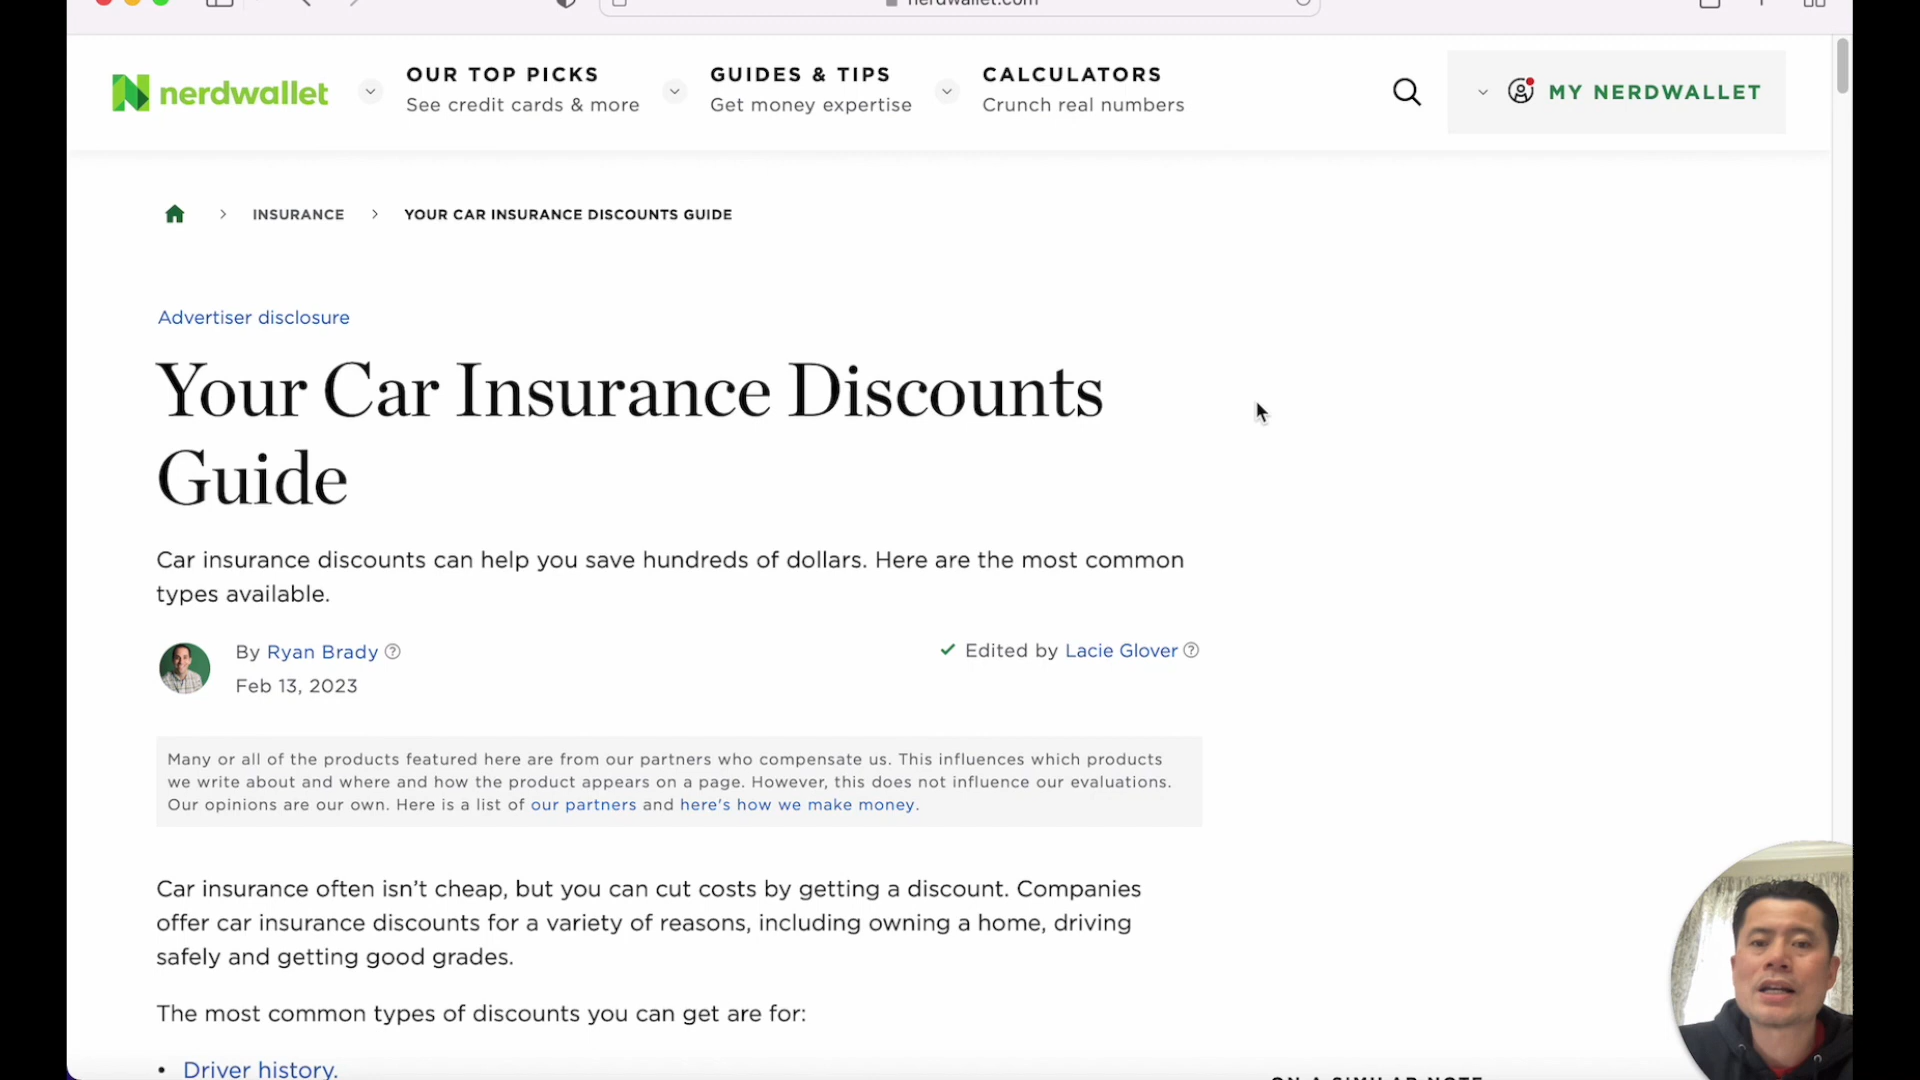 nerdwallet.com
nerdwallet
OUR TOP PICKS
See credit cards & more
GUIDES & TIPS
Get money expertise
CALCULATORS
Crunch real numbers
MY NERDWALLET
INSURANCE
YOUR CAR INSURANCE DISCOUNTS GUIDE
Advertiser disclosure
Your Car Insurance Discounts
Guide
Car insurance discounts can help you save hundreds of dollars. Here are the most common
types available.
By Ryan Brady
Feb 13, 2023
Edited by Lacie Glover
Many or all of the products featured here are from our partners who compensate us. This influences which products
we write about and where and how the product appears on a page. However, this does not influence our evaluations.
Our opinions are our own. Here is a list of our partners and here's how we make money.
Car insurance often isn’t cheap, but you can cut costs by getting a discount. Companies
offer car insurance discounts for a variety of reasons, including owning a home, driving
safely and getting good grades.
The most common types of discounts you can get are for:
• Driver history.
ON A SIMILAR NOTE